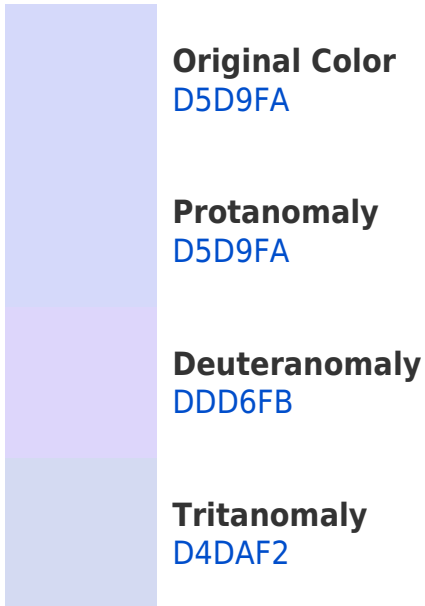 Original Color
D5D9FA
Protanomaly
D5D9FA
Deuteranomaly
DDD6FB
Tritanomaly
D4DAF2